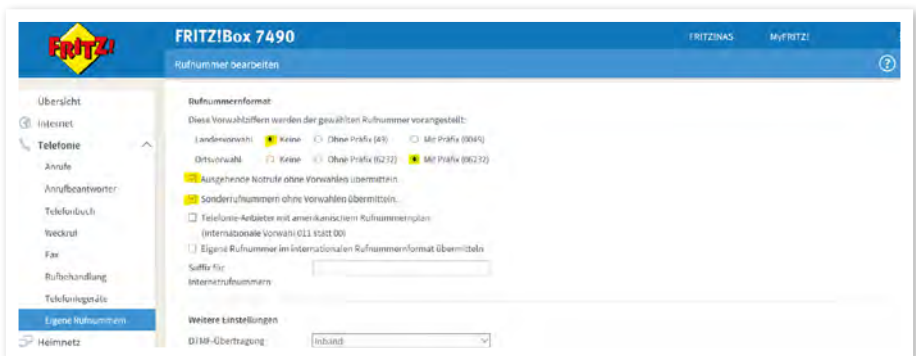 FRITZ!
FRITZ!Box 7490
FRITZ!NAS
MyFRITZ!
Rufnummer bearbeiten
?
Übersicht
Internet
Telefonie
Anrufe
Anrufbeantworter
Telefonbuch
Weckruf
Fax
Rufbehandlung
Telefoniegeräte
Eigene Rufnummern
Heimnetz
Rufnummernformat
Diese Vorwahlziffern werden der gewählten Rufnummer vorangestellt:
Landesvorwahl Keine Ohne Präfix (49) Mit Präfix (0049)
Ortsvorwahl Keine Ohne Präfix (6232) Mit Präfix (06232)
Ausgehende Notrufe ohne Vorwahlen übermitteln.
Sonderrufnummern ohne Vorwahlen übermitteln.
Telefonie-Anbieter mit amerikanischem Rufnummernplan
(internationale Vorwahl 011 statt 00)
Eigene Rufnummer im internationalen Rufnummernformat übermitteln
Suffix für
Internetrufnummern
Weitere Einstellungen
DTMF-Übertragung Inband